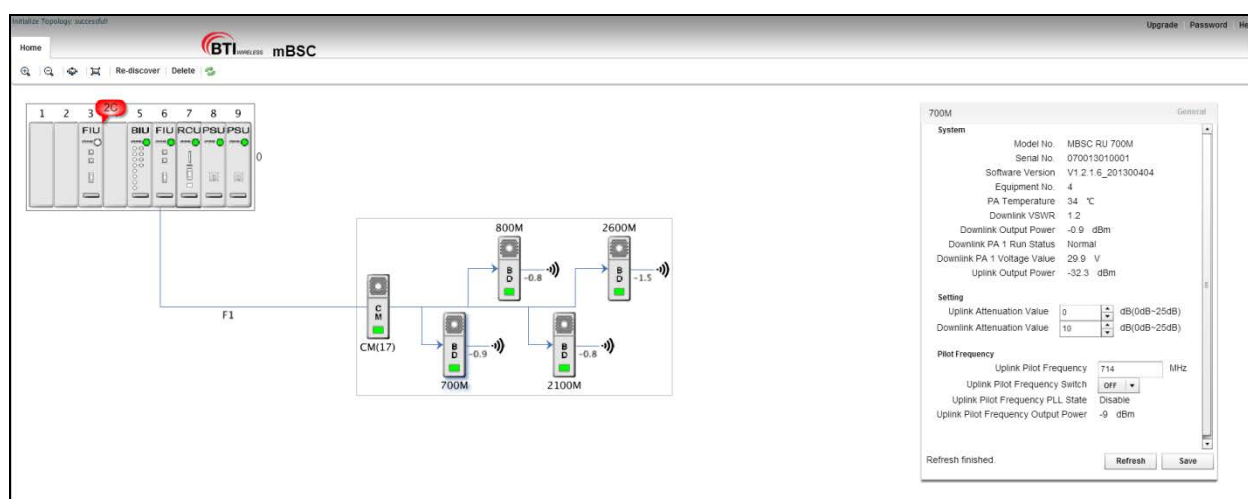 Initialize Topology: successful!
Upgrade Password He
Home
BTI WIRELESS mBSC
Re-discover Delete
1 2 3 2C 5 6 7 8 9
FIU BIU FIU RCU PSU PSU
0
800M 2600M
BD -0.8 BD -1.5
CM
F1
CM(17)
BD -0.9 BD -0.8
700M 2100M
700M General
System
Model No. MBSC RU 700M
Serial No. 070013010001
Software Version V1.2.1.6_201300404
Equipment No. 4
PA Temperature 34 ℃
Downlink VSWR 1.2
Downlink Output Power -0.9 dBm
Downlink PA 1 Run Status Normal
Downlink PA 1 Voltage Value 29.9 V
Uplink Output Power -32.3 dBm
Setting
Uplink Attenuation Value 0 dB(0dB~25dB)
Downlink Attenuation Value 10 dB(0dB~25dB)
Pilot Frequency
Uplink Pilot Frequency 714 MHz
Uplink Pilot Frequency Switch OFF
Uplink Pilot Frequency PLL State Disable
Uplink Pilot Frequency Output Power -9 dBm
Refresh finished. Refresh Save